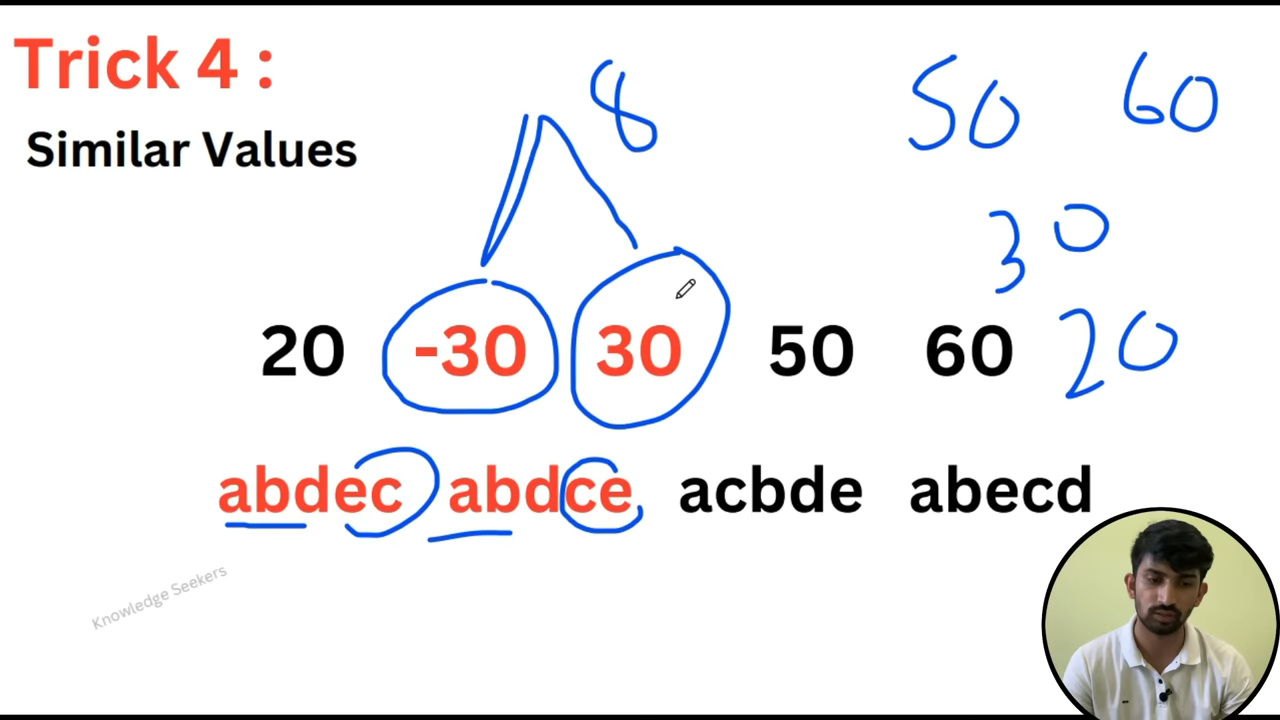 Trick 4 :
8
50 60
Similar Values
30
20 -30 30 50 60 20
abdec abdce acbde abecd
Knowledge Seekers